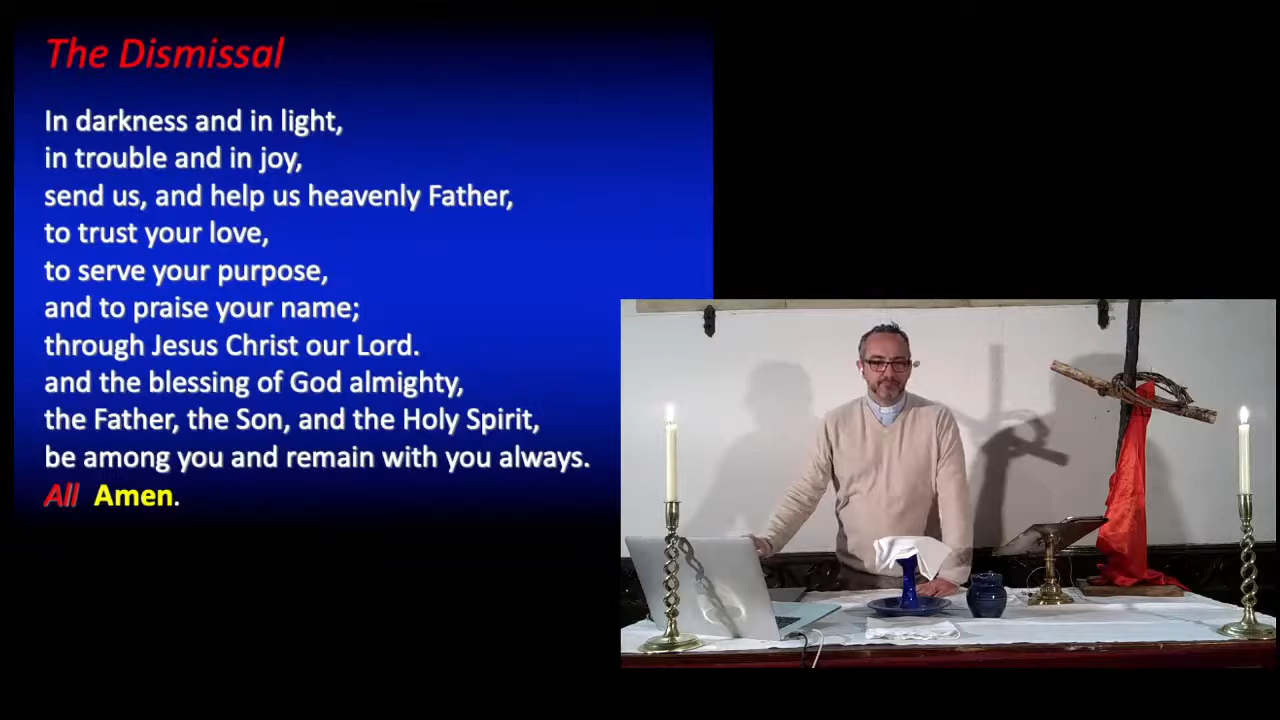 The Dismissal
In darkness and in light,
in trouble and in joy,
send us, and help us heavenly Father,
to trust your love,
to serve your purpose,
and to praise your name;
through Jesus Christ our Lord.
and the blessing of God almighty,
the Father, the Son, and the Holy Spirit,
be among you and remain with you always.
All Amen.